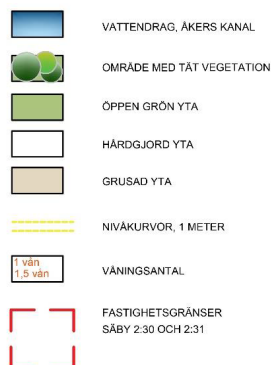 VATTENDRAG, ÅKERS KANAL
OMRÅDE MED TÄT VEGETATION
ÖPPEN GRÖN YTA
HÅRDGJORD YTA
GRUSAD YTA
NIVÅKURVOR, 1 METER
1 vån
1,5 vån
VÅNINGSANTAL
FASTIGHETSGRÄNSER
SÄBY 2:30 OCH 2:31